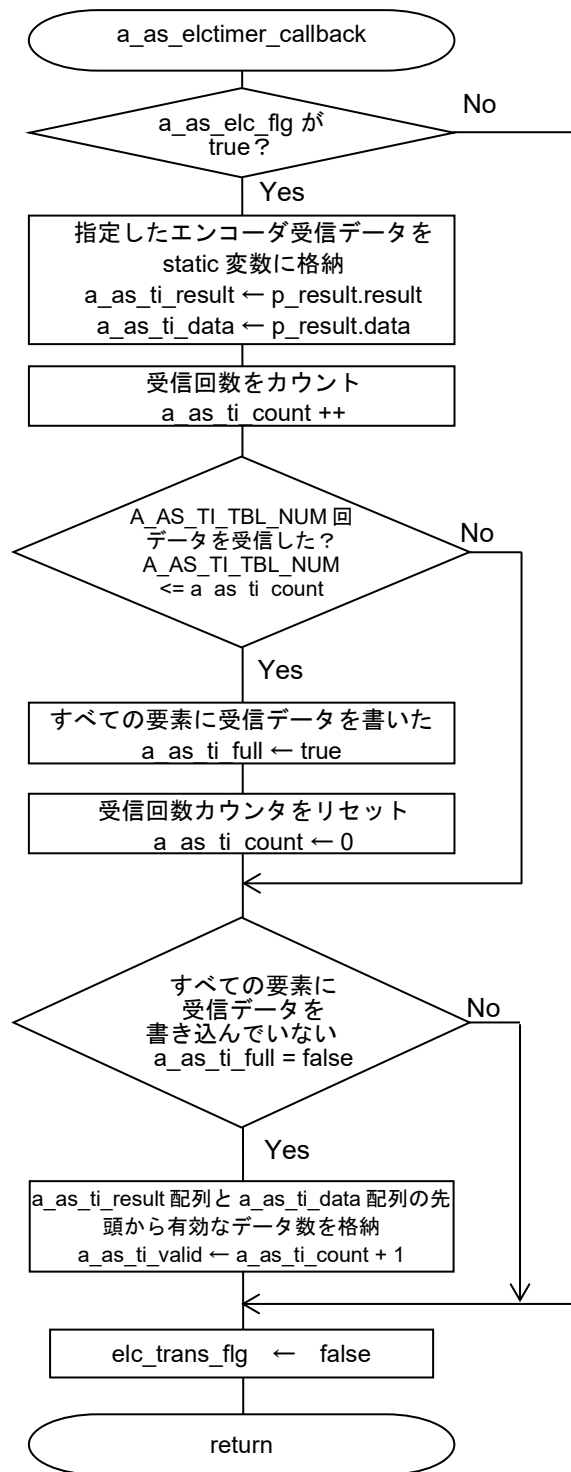 a_as_elctimer_callback
No
a_as_elc_flg が
true？
Yes
指定したエンコーダ受信データを
static 変数に格納
a_as_ti_result ← p_result.result
a_as_ti_data ← p_result.data
受信回数をカウント
a_as_ti_count ++
A_AS_TI_TBL_NUM 回
データを受信した？
A_AS_TI_TBL_NUM
<= a_as_ti_count
No
Yes
すべての要素に受信データを書いた
a_as_ti_full ← true
受信回数カウンタをリセット
a_as_ti_count ← 0
すべての要素に
受信データを
書き込んでいない
a_as_ti_full = false
No
Yes
a_as_ti_result 配列と a_as_ti_data 配列の先
頭から有効なデータ数を格納
a_as_ti_valid ← a_as_ti_count + 1
elc_trans_flg ← false
return